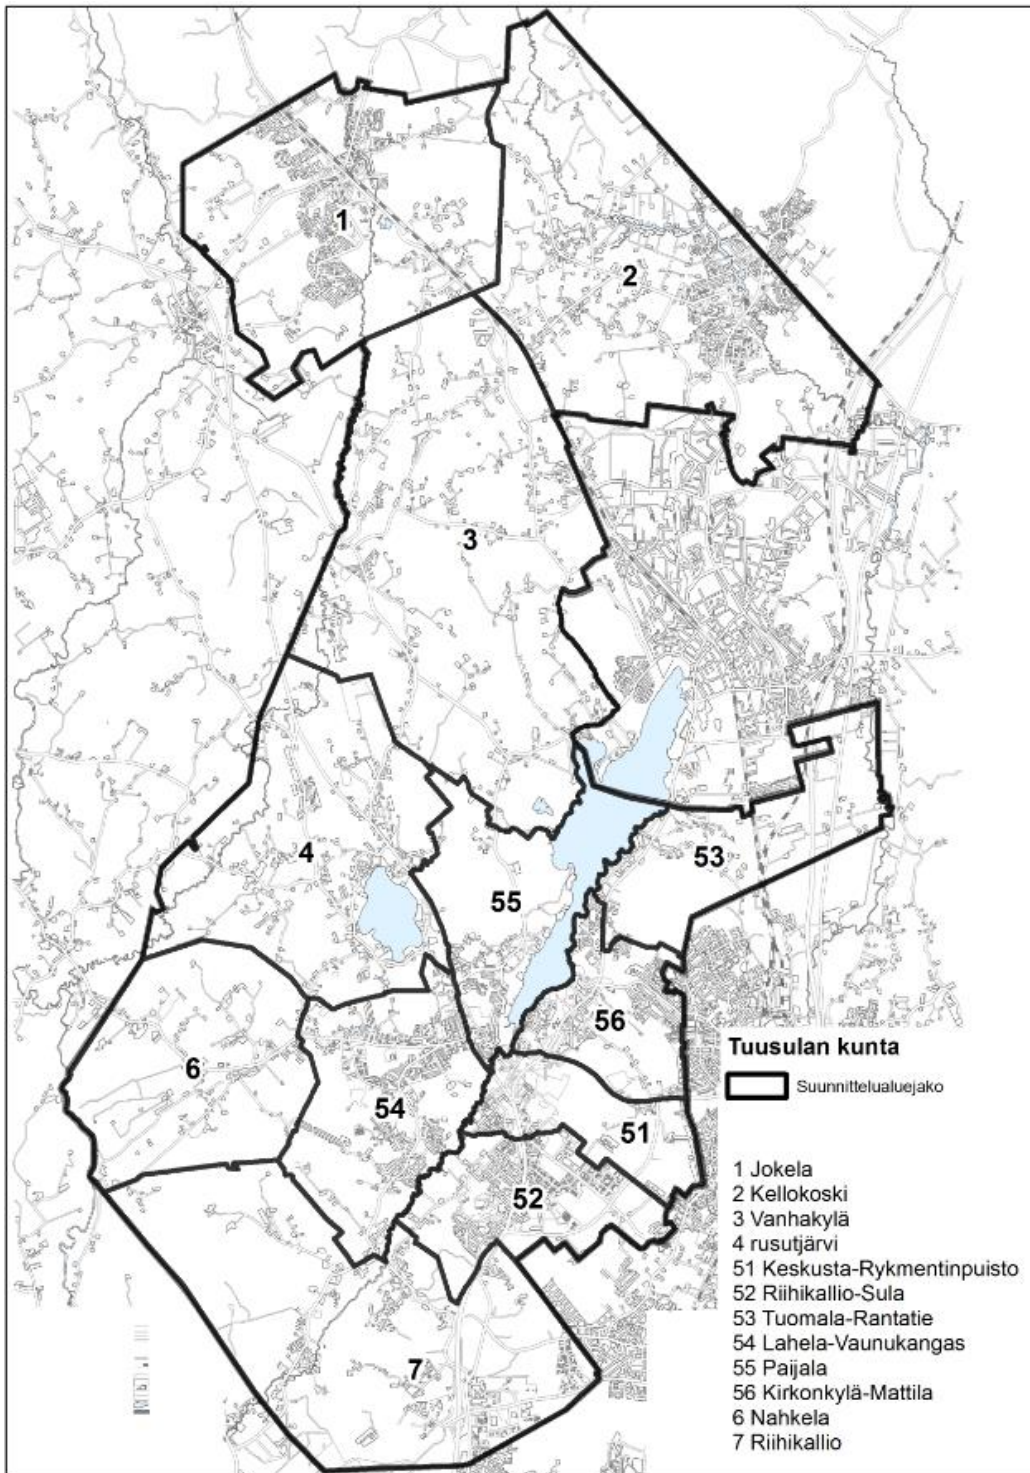 1
2
3
4
53
55
56
6
54
51
52
7
Tuusulan kunta
Suunnittelualuejako
1 Jokela
2 Kellokoski
3 Vanhakylä
4 rusutjärvi
51 Keskusta-Rykmentinpuisto
52 Riihikallio-Sula
53 Tuomala-Rantatie
54 Lahela-Vaunukangas
55 Paijala
56 Kirkonkylä-Mattila
6 Nahkela
7 Riihikallio